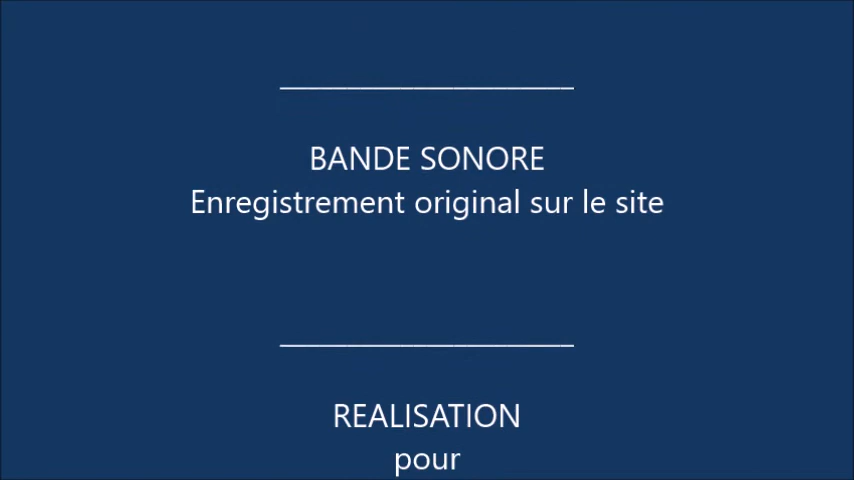 BANDE SONORE
Enregistrement original sur le site
REALISATION
pour